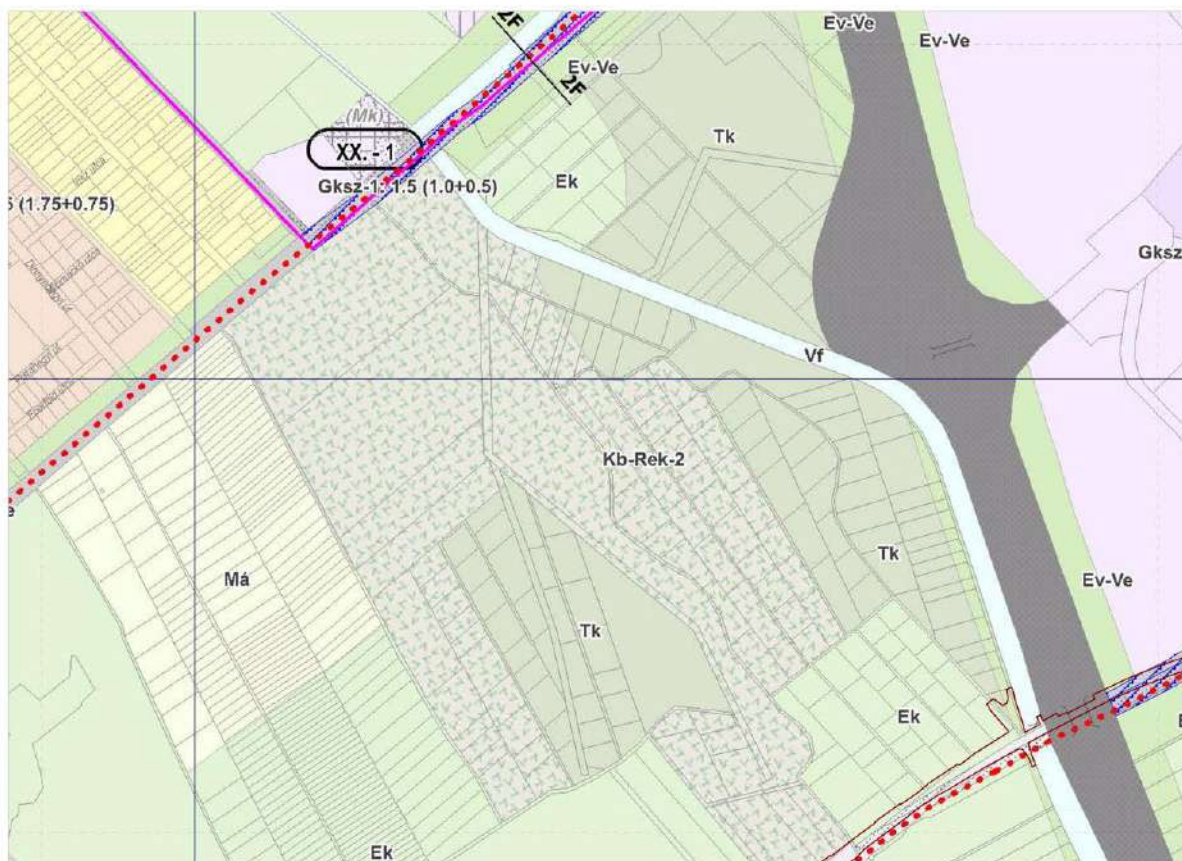 2F
Ev-Ve
Ev-Ve
Ev-Ve
2F
(Mk)
XX. - 1
Tk
Ek
Gksz-1: 1.5 (1.0+0.5)
5 (1.75+0.75)
Gksz
Vf
Kb-Rek-2
Tk
Má
Ev-Ve
Tk
Ek
Ek